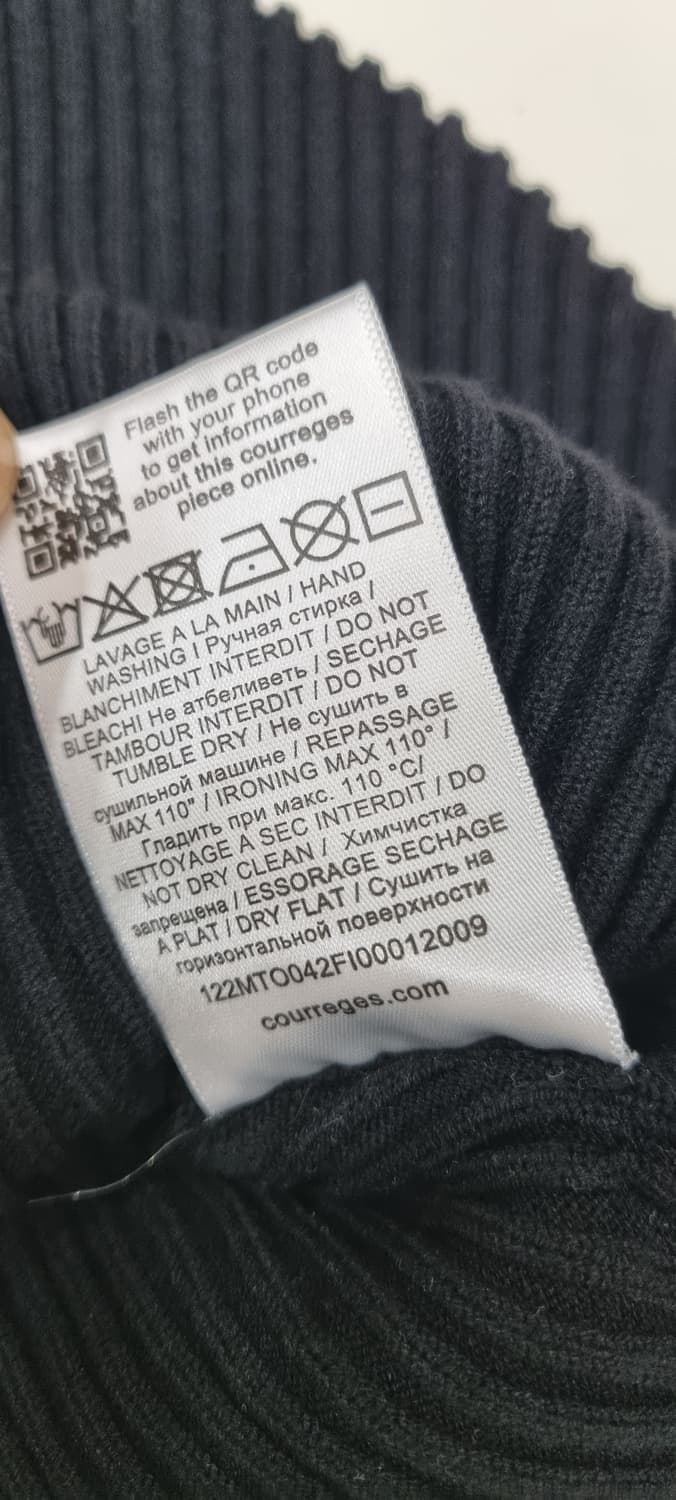 Flash the QR code
with your phone
to get information
about this courreges
piece online.
LAVAGE A LA MAIN / HAND
WASHING I Ручная стирка /
BLANCHIMENT INTERDIT / DO NOT
BLEACHI Не атбеливеть / SECHAGE
TAMBOUR INTERDIT / DO NOT
TUMBLE DRY / Не сушить в
сушильной машине / REPASSAGE
MAX 110" / IRONING MAX 110° /
Гладить при макс. 110 °C/
NETTOYAGE A SEC INTERDIT / DO
NOT DRY CLEAN / Химчистка
запрещена / ESSORAGE SECHAGE
A PLAT / DRY FLAT / Сушить на
горизонтальной поверхности
122MTO042FI00012009
courreges.com